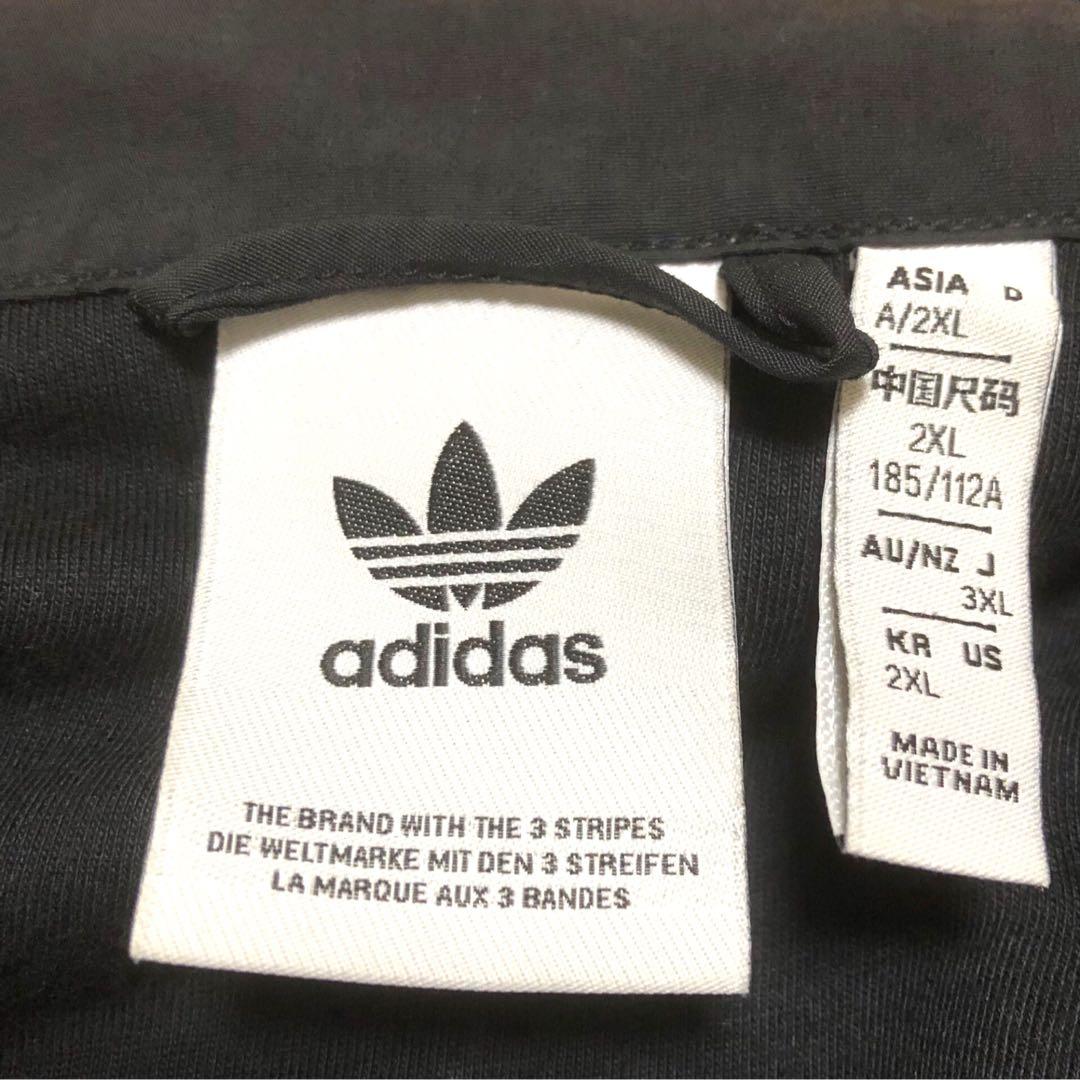 adidas
THE BRAND WITH THE 3 STRIPES
DIE WELTMARKE MIT DEN 3 STREIFEN
LA MARQUE AUX 3 BANDES
ASIA D
A/2XL
中国尺码
2XL
185/112A
AU/NZ J
3XL
KR US
2XL
MADE IN
VIETNAM